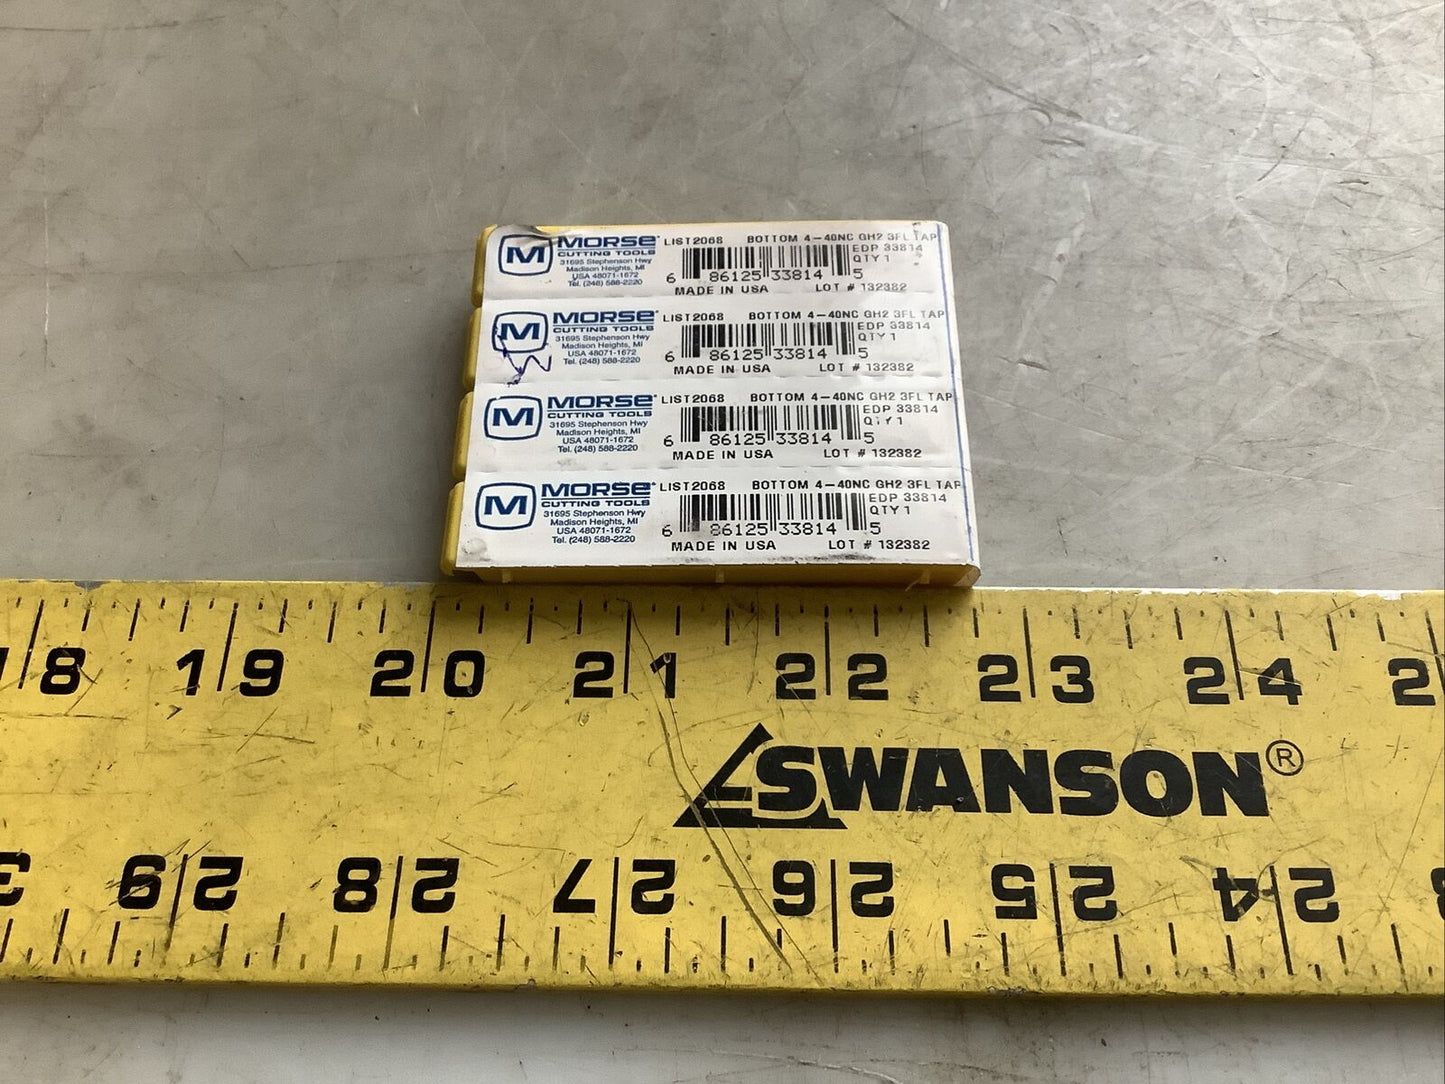 M MORSE LIST2068 BOTTOM 4-40NC GH2 3FL TAP
CUTTING TOOLS EDP 33814
31695 Stephenson Hwy QTY 1
Madison Heights, MI
USA 48071-1672 6 86125 33814 5
Tel. (248) 588-2220 MADE IN USA LOT # 132382
M MORSE LIST2068 BOTTOM 4-40NC GH2 3FL TAP
CUTTING TOOLS EDP 33814
31695 Stephenson Hwy QTY 1
Madison Heights, MI
USA 48071-1672 6 86125 33814 5
Tel. (248) 588-2220 MADE IN USA LOT # 132382
M MORSE LIST2068 BOTTOM 4-40NC GH2 3FL TAP
CUTTING TOOLS EDP 33814
31695 Stephenson Hwy QTY 1
Madison Heights, MI
USA 48071-1672 6 86125 33814 5
Tel. (248) 588-2220 MADE IN USA LOT # 132382
M MORSE LIST2068 BOTTOM 4-40NC GH2 3FL TAP
CUTTING TOOLS EDP 33814
31695 Stephenson Hwy QTY 1
Madison Heights, MI
USA 48071-1672 6 86125 33814 5
Tel. (248) 588-2220 MADE IN USA LOT # 132382
18 19 20 21 22 23 24 2
SWANSON®
29 28 27 26 25 24